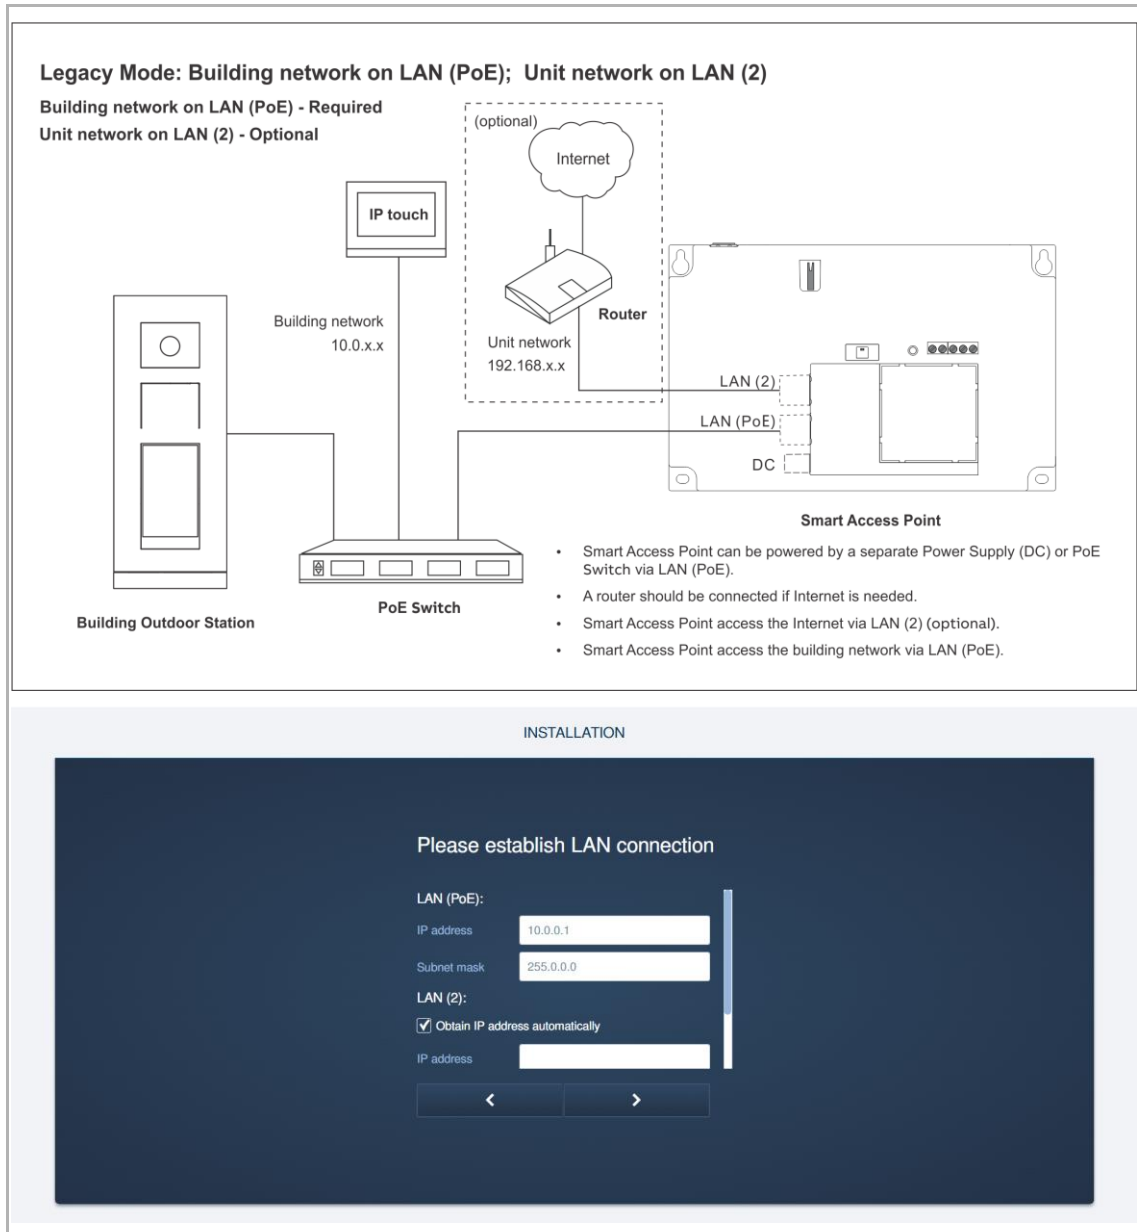 Legacy Mode: Building network on LAN (PoE); Unit network on LAN (2)
Building network on LAN (PoE) - Required
Unit network on LAN (2) - Optional
(optional)
Internet
IP touch
Building network
10.0.x.x
Router
Unit network
192.168.x.x
LAN (2)
LAN (PoE)
DC
Smart Access Point
Building Outdoor Station
PoE Switch
• Smart Access Point can be powered by a separate Power Supply (DC) or PoE
Switch via LAN (PoE).
• A router should be connected if Internet is needed.
• Smart Access Point access the Internet via LAN (2) (optional).
• Smart Access Point access the building network via LAN (PoE).
INSTALLATION
Please establish LAN connection
LAN (PoE):
IP address 10.0.0.1
Subnet mask 255.0.0.0
LAN (2):
Obtain IP address automatically
IP address